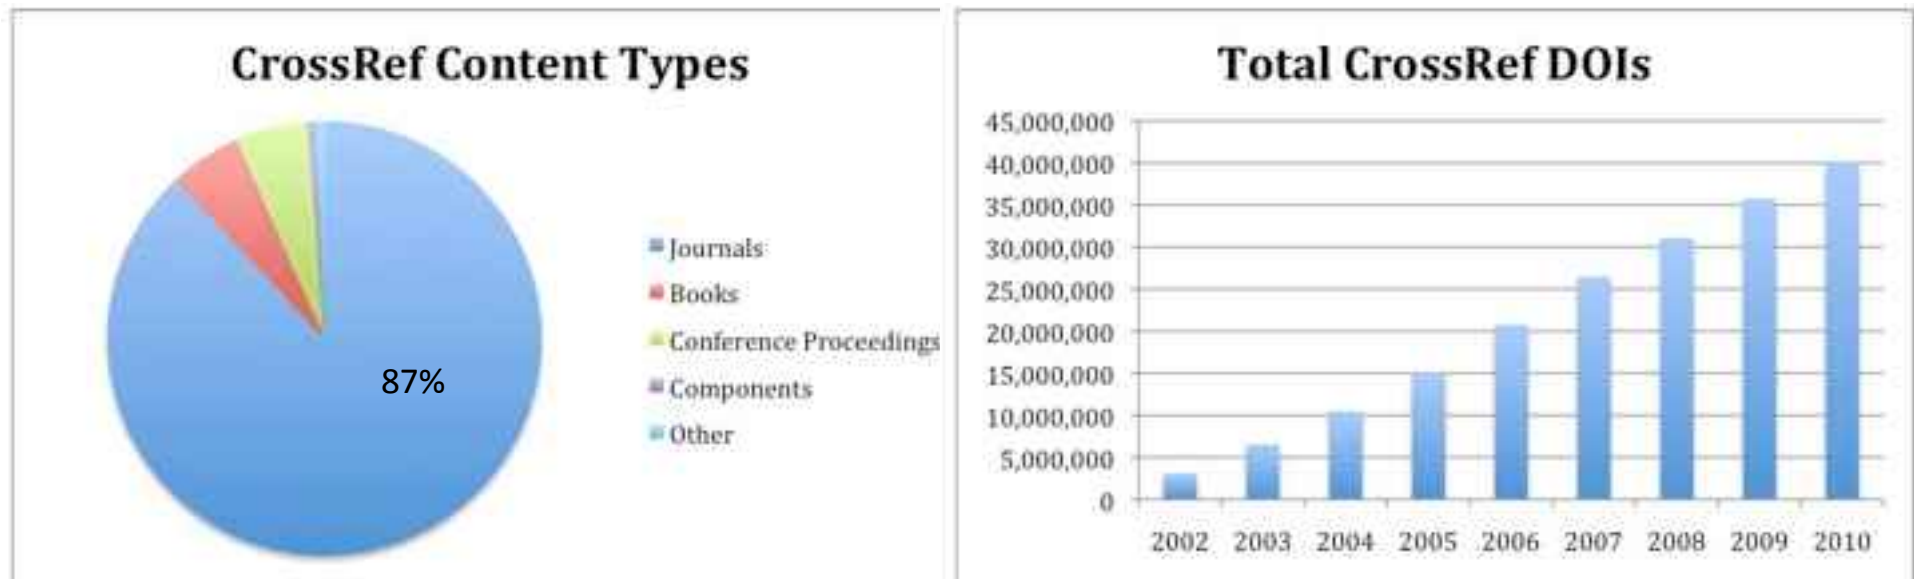 CrossRef Content Types
87%
Journals
Books
Conference Proceedings
Components
Other
Total CrossRef DOIs
45,000,000
40,000,000
35,000,000
30,000,000
25,000,000
20,000,000
15,000,000
10,000,000
5,000,000
0
2002 2003 2004 2005 2006 2007 2008 2009 2010